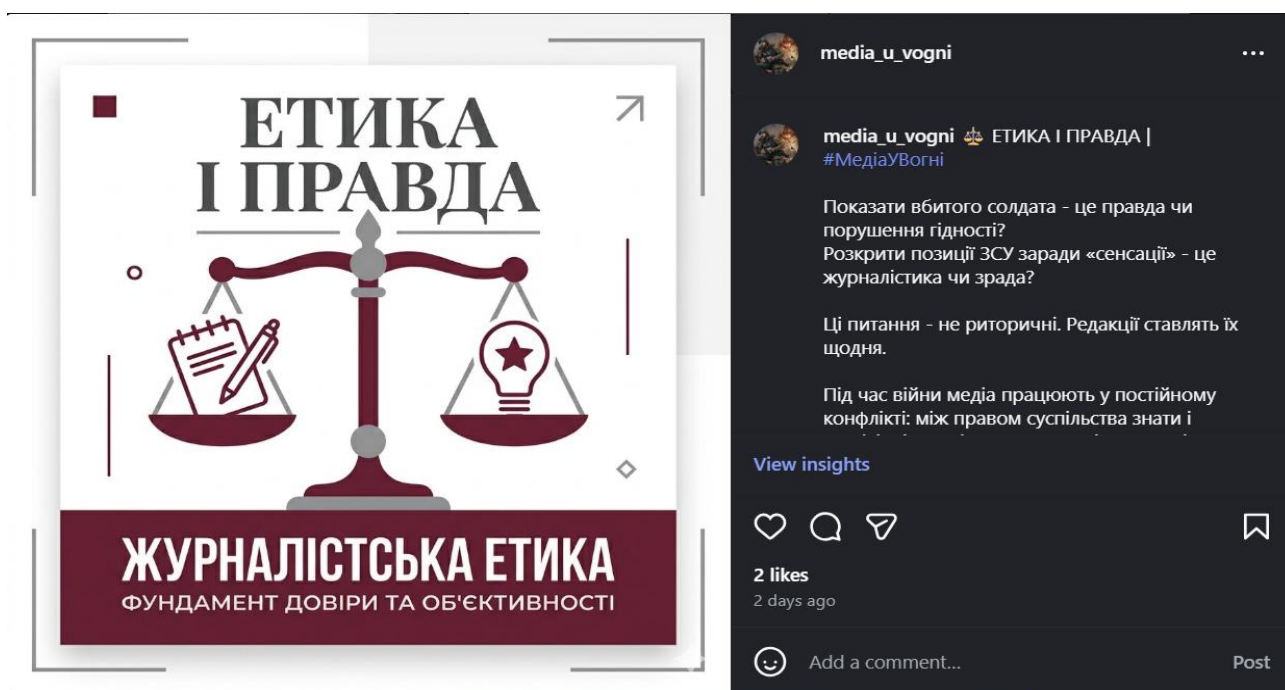 ЕТИКА
І ПРАВДА
ЖУРНАЛІСТСЬКА ЕТИКА
ФУНДАМЕНТ ДОВІРИ ТА ОБ'ЄКТИВНОСТІ
media_u_vogni
media_u_vogni ⚖️ ЕТИКА І ПРАВДА |
#МедіаУВогні
Показати вбитого солдата - це правда чи
порушення гідності?
Розкрити позиції ЗСУ заради «сенсації» - це
журналістика чи зрада?
Ці питання - не риторичні. Редакції ставлять їх
щодня.
Під час війни медіа працюють у постійному
конфлікті: між правом суспільства знати і
View insights
2 likes
2 days ago
Add a comment...
Post